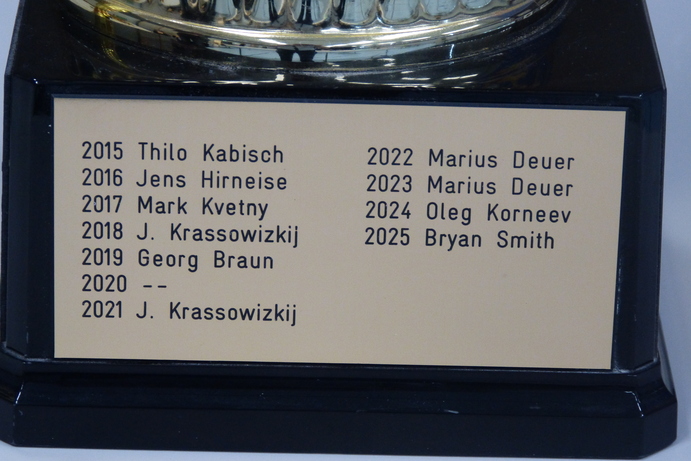 2015 Thilo Kabisch
2016 Jens Hirneise
2017 Mark Kvetny
2018 J. Krassowizkij
2019 Georg Braun
2020 --
2021 J. Krassowizkij
2022 Marius Deuer
2023 Marius Deuer
2024 Oleg Korneev
2025 Bryan Smith